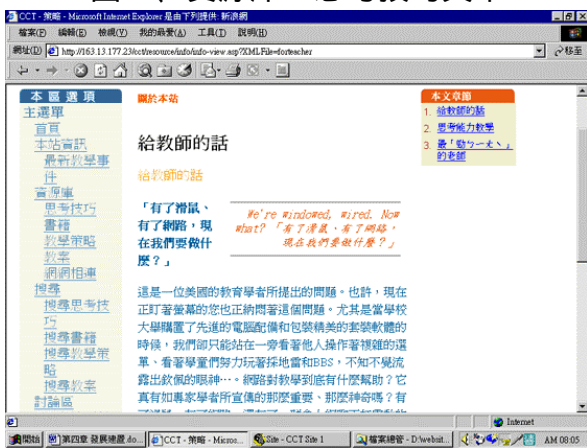 CCT - 策略 - Microsoft Internet Explorer 是由下列提供: 新浪網
檔案(F) 編輯(E) 檢視(V) 我的最愛(A) 工具(T) 說明(H)
網址(D) http://163.13.177.23/cct/resource/info/info-view.asp?XMLFile=forteacher 移至
本區選項
主選單
首頁
本站資訊
最新教學事件
資源庫
思考技巧
書籍
教學策略
教案
網網相連
搜尋
搜尋思考技巧
搜尋書籍
搜尋教學策略
搜尋教案
討論區
關於本站
給教師的話
給教師的話
「有了滑鼠、
有了網路,現
在我們要做什
麼?」
We're windowed, wired. Now
what? 「有了滑鼠、有了網路,
現在我們要做什麼?」
這是一位美國的教育學者所提出的問題。也許,現在
正盯著螢幕的您也正納悶著這個問題。尤其是當學校
大舉購置了先進的電腦配備和包裝精美的套裝軟體的
時候,我們卻只能站在一旁看著他人操作著複雜的選
單、看著學童們努力玩著採地雷和BBS,不知不覺流
露出欽佩的眼神…。網路對教學到底有什麼幫助?它
真有如專家學者所宣傳的那麼重要、那麼神奇嗎?有
本文章節
1. 給教師的話
2. 思考能力教學
3. 最「勁ㄅㄧㄤˋ」
的老師
Internet
開始 第四章 發展總嚴 do... CCT - 策略 - Micros... Site - CCT Site 1 檔案總管 - D:\websit... AM 08:05